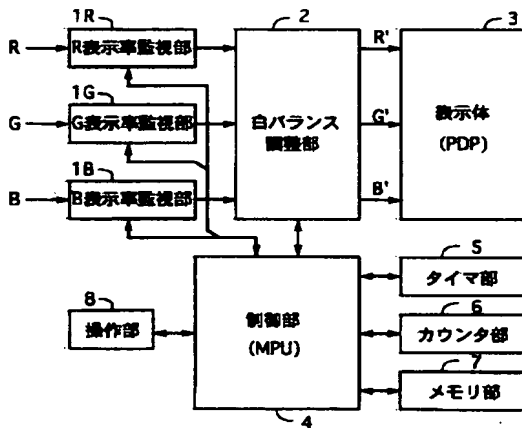 1R
2
3
R
R表示率監視部
R'
1G
G
G表示率監視部
白バランス
調整部
G'
表示体
(PDP)
1B
B
B表示率監視部
B'
5
タイマ部
8
操作部
制御部
(MPU)
6
カウンタ部
7
メモリ部
4